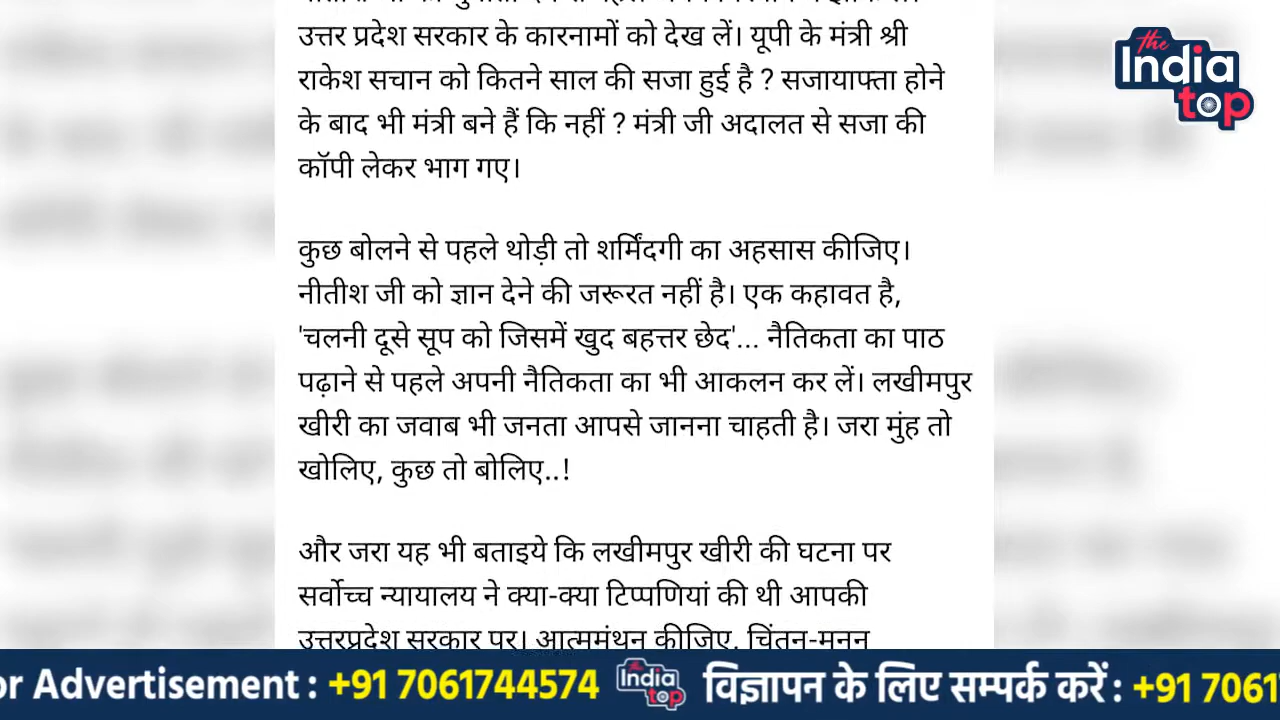 उत्तर प्रदेश सरकार के कारनामों को देख लें। यूपी के मंत्री श्री
राकेश सचान को कितने साल की सजा हुई है ? सजायाफ्ता होने
के बाद भी मंत्री बने हैं कि नहीं ? मंत्री जी अदालत से सजा की
कॉपी लेकर भाग गए।
कुछ बोलने से पहले थोड़ी तो शर्मिंदगी का अहसास कीजिए।
नीतीश जी को ज्ञान देने की जरूरत नहीं है। एक कहावत है,
'चलनी दूसे सूप को जिसमें खुद बहत्तर छेद'... नैतिकता का पाठ
पढ़ाने से पहले अपनी नैतिकता का भी आकलन कर लें। लखीमपुर
खीरी का जवाब भी जनता आपसे जानना चाहती है। जरा मुंह तो
खोलिए, कुछ तो बोलिए..!
और जरा यह भी बताइये कि लखीमपुर खीरी की घटना पर
सर्वोच्च न्यायालय ने क्या-क्या टिप्पणियां की थी आपकी
उत्तरप्रदेश सरकार पर। आत्ममंथन कीजिए, चिंतन-मनन
the India top
or Advertisement : +91 7061744574 the India top विज्ञापन के लिए सम्पर्क करें : +91 7061